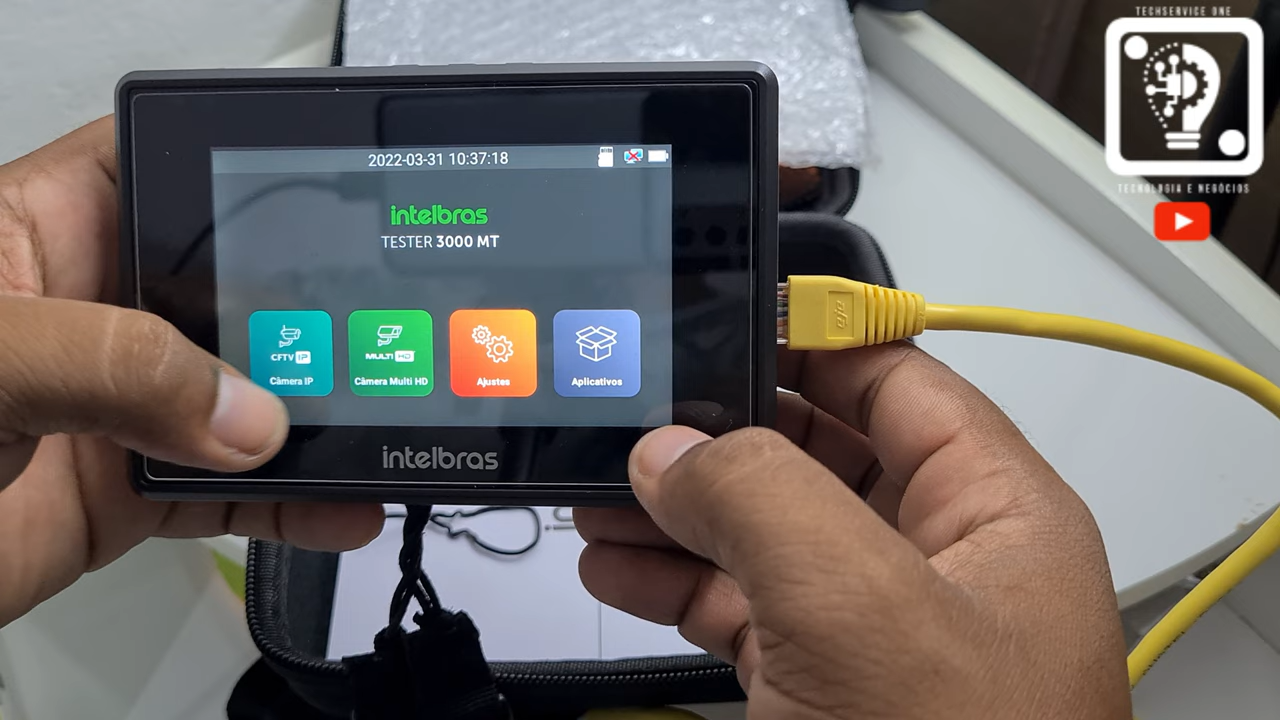 TECHSERVICE ONE
TECNOLOGIA E NEGÓCIOS
2022-03-31 10:37:18
intelbras
TESTER 3000 MT
CFTV IP
Câmera IP
MULTI HD
Câmera Multi HD
Ajustes
Aplicativos
intelbras